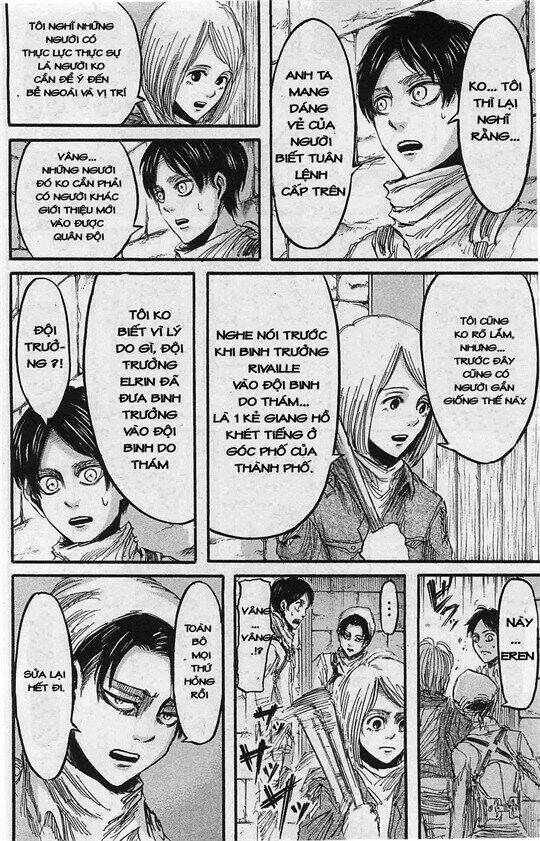 TÔI NGHĨ NHỮNG
NGƯỜI CÓ
THỰC LỰC THỰC SỰ
LÀ NGƯỜI KO
CẦN ĐỂ Ý ĐẾN
BỀ NGOÀI VÀ VỊ TRÍ
KO... TÔI
THÌ LẠI
NGHĨ
RẰNG...
ANH TA
MANG
DÁNG
VẺ CỦA
NGƯỜI
BIẾT TUÂN
LỆNH
CẤP TRÊN
VÂNG...
NHỮNG NGƯỜI
ĐÓ KO CẦN PHẢI
CÓ NGƯỜI KHÁC
GIỚI THIỆU MỚI
VÀO ĐƯỢC
QUÂN ĐỘI
TÔI CŨNG
KO RÕ LẮM,
NHƯNG...
TRƯỚC ĐÂY
CŨNG CÓ
NGƯỜI GẦN
GIỐNG THẾ NÀY
NGHE NÓI TRƯỚC
KHI BINH TRƯỞNG
RIVAILLE
VÀO ĐỘI BINH
DO THÁM...
LÀ 1 KẺ GIANG HỒ
KHÉT TIẾNG Ở
GÓC PHỐ CỦA
THÀNH PHỐ.
TÔI KO
BIẾT VÌ LÝ
DO GÌ, ĐỘI
TRƯỞNG
ELRIN ĐÃ
ĐƯA BINH
TRƯỞNG
VÀO ĐỘI
BINH DO
THÁM
ĐỘI
TRƯỞ-
NG ?!
NÀY
...
EREN
...
VÂNG
...
VÂNG
.!?
TOÁN
BỘ
MỌI
THỨ
HỎNG
RỒI
SỬA LẠI
HẾT ĐI.